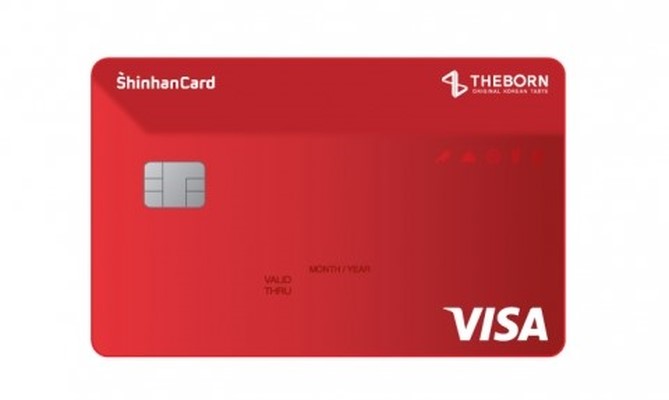 ShinhanCard
THEBORN
ORIGINAL KOREAN TASTE
MONTH / YEAR
VALID
THRU
VISA